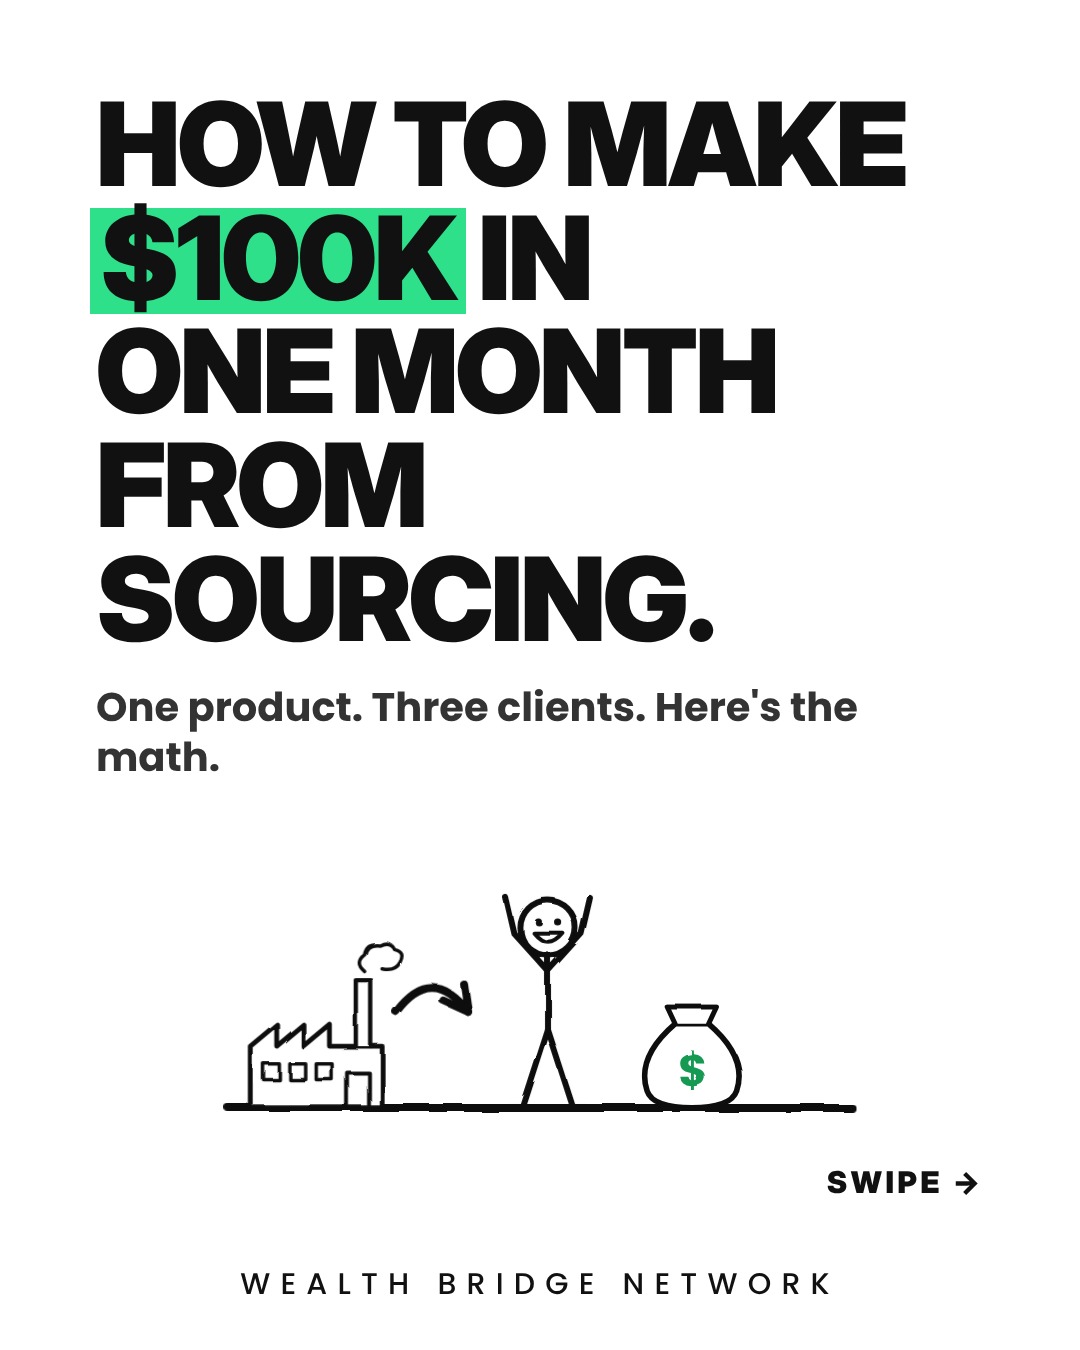 HOW TO MAKE
$100K IN
ONE MONTH
FROM
SOURCING.
One product. Three clients. Here's the
math.
$
SWIPE →
WEALTH BRIDGE NETWORK